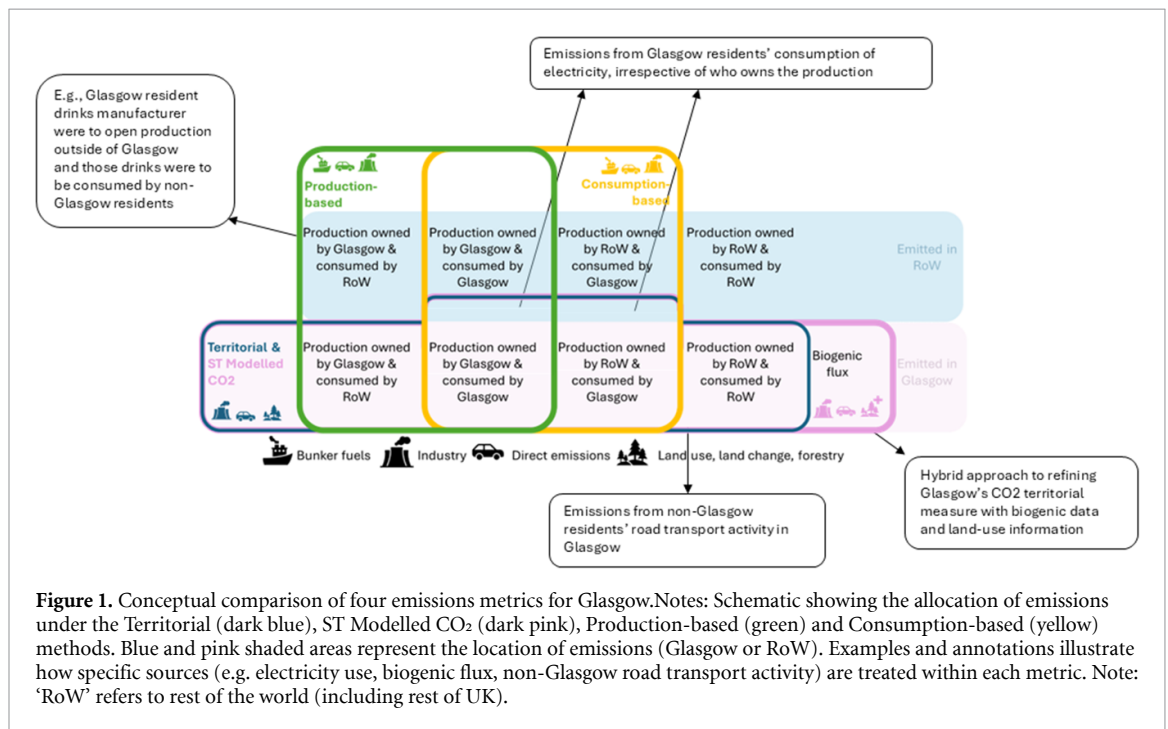 Emissions from Glasgow residents' consumption of
electricity, irrespective of who owns the production
E.g., Glasgow resident
drinks manufacturer
were to open production
outside of Glasgow
and those drinks were to
be consumed by non-
Glasgow residents
Production-
based
Consumption-
based
Production owned
by Glasgow &
consumed by
RoW
Production owned
by Glasgow &
consumed by
Glasgow
Production owned
by RoW &
consumed by
Glasgow
Production owned
by RoW &
consumed by
RoW
Emitted in
RoW
Territorial &
ST Modelled
CO2
Production owned
by Glasgow &
consumed by
RoW
Production owned
by Glasgow &
consumed by
Glasgow
Production owned
by RoW &
consumed by
Glasgow
Production owned
by RoW &
consumed by
RoW
Biogenic
flux
Emitted in
Glasgow
Bunker fuels
Industry
Direct emissions
Land use, land change, forestry
Emissions from non-Glasgow
residents' road transport activity in
Glasgow
Hybrid approach to refining
Glasgow's CO2 territorial
measure with biogenic data
and land-use information
Figure 1. Conceptual comparison of four emissions metrics for Glasgow.Notes: Schematic showing the allocation of emissions
under the Territorial (dark blue), ST Modelled CO₂ (dark pink), Production-based (green) and Consumption-based (yellow)
methods. Blue and pink shaded areas represent the location of emissions (Glasgow or RoW). Examples and annotations illustrate
how specific sources (e.g. electricity use, biogenic flux, non-Glasgow road transport activity) are treated within each metric. Note:
'RoW' refers to rest of the world (including rest of UK).